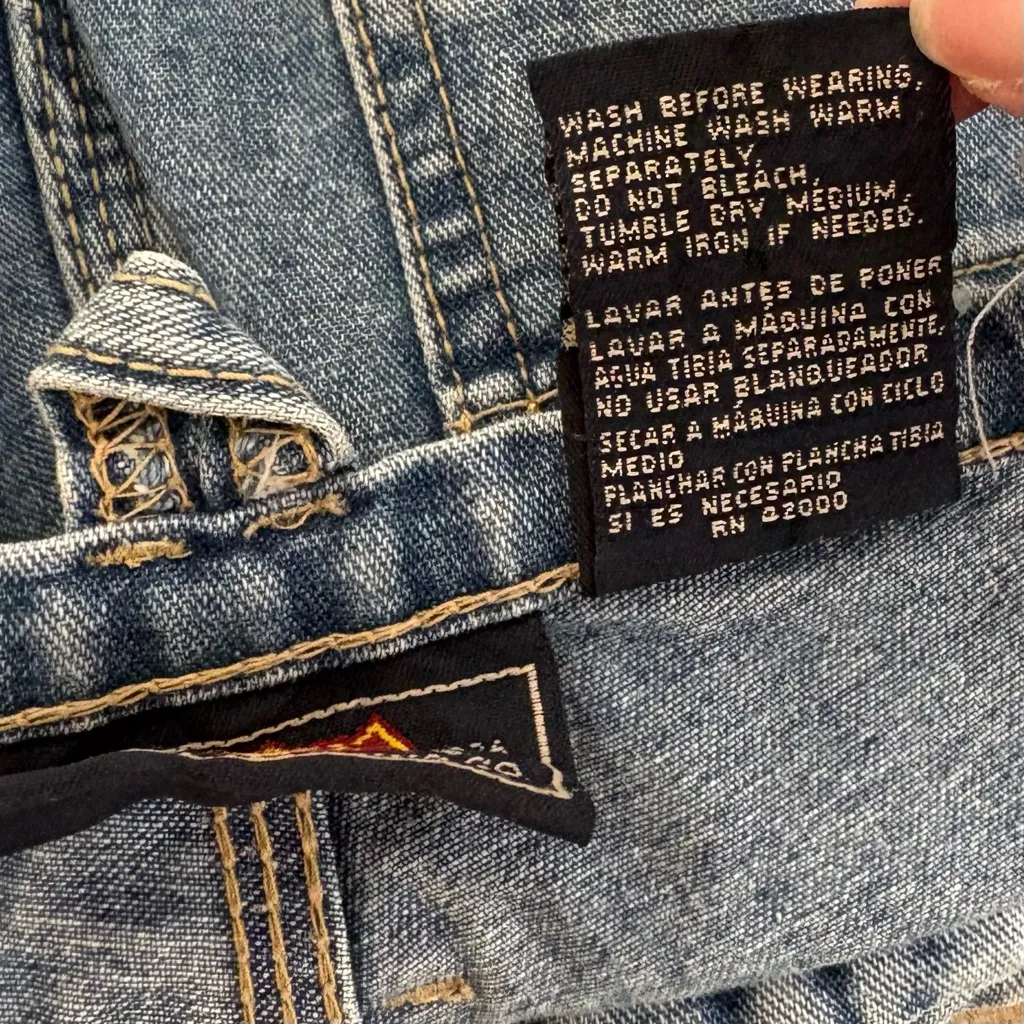 WASH BEFORE WEARING.
MACHINE WASH WARM
SEPARATELY.
DO NOT BLEACH.
TUMBLE DRY MEDIUM.
WARM IRON IF NEEDED.
LAVAR ANTES DE PONER
LAVAR A MÁQUINA CON
AGUA TIBIA SEPARADAMENTE.
NO USAR BLANQUEADOR
SECAR A MÁQUINA CON CICLO
MEDIO
PLANCHAR CON PLANCHA TIBIA
SI ES NECESARIO
RN 82000